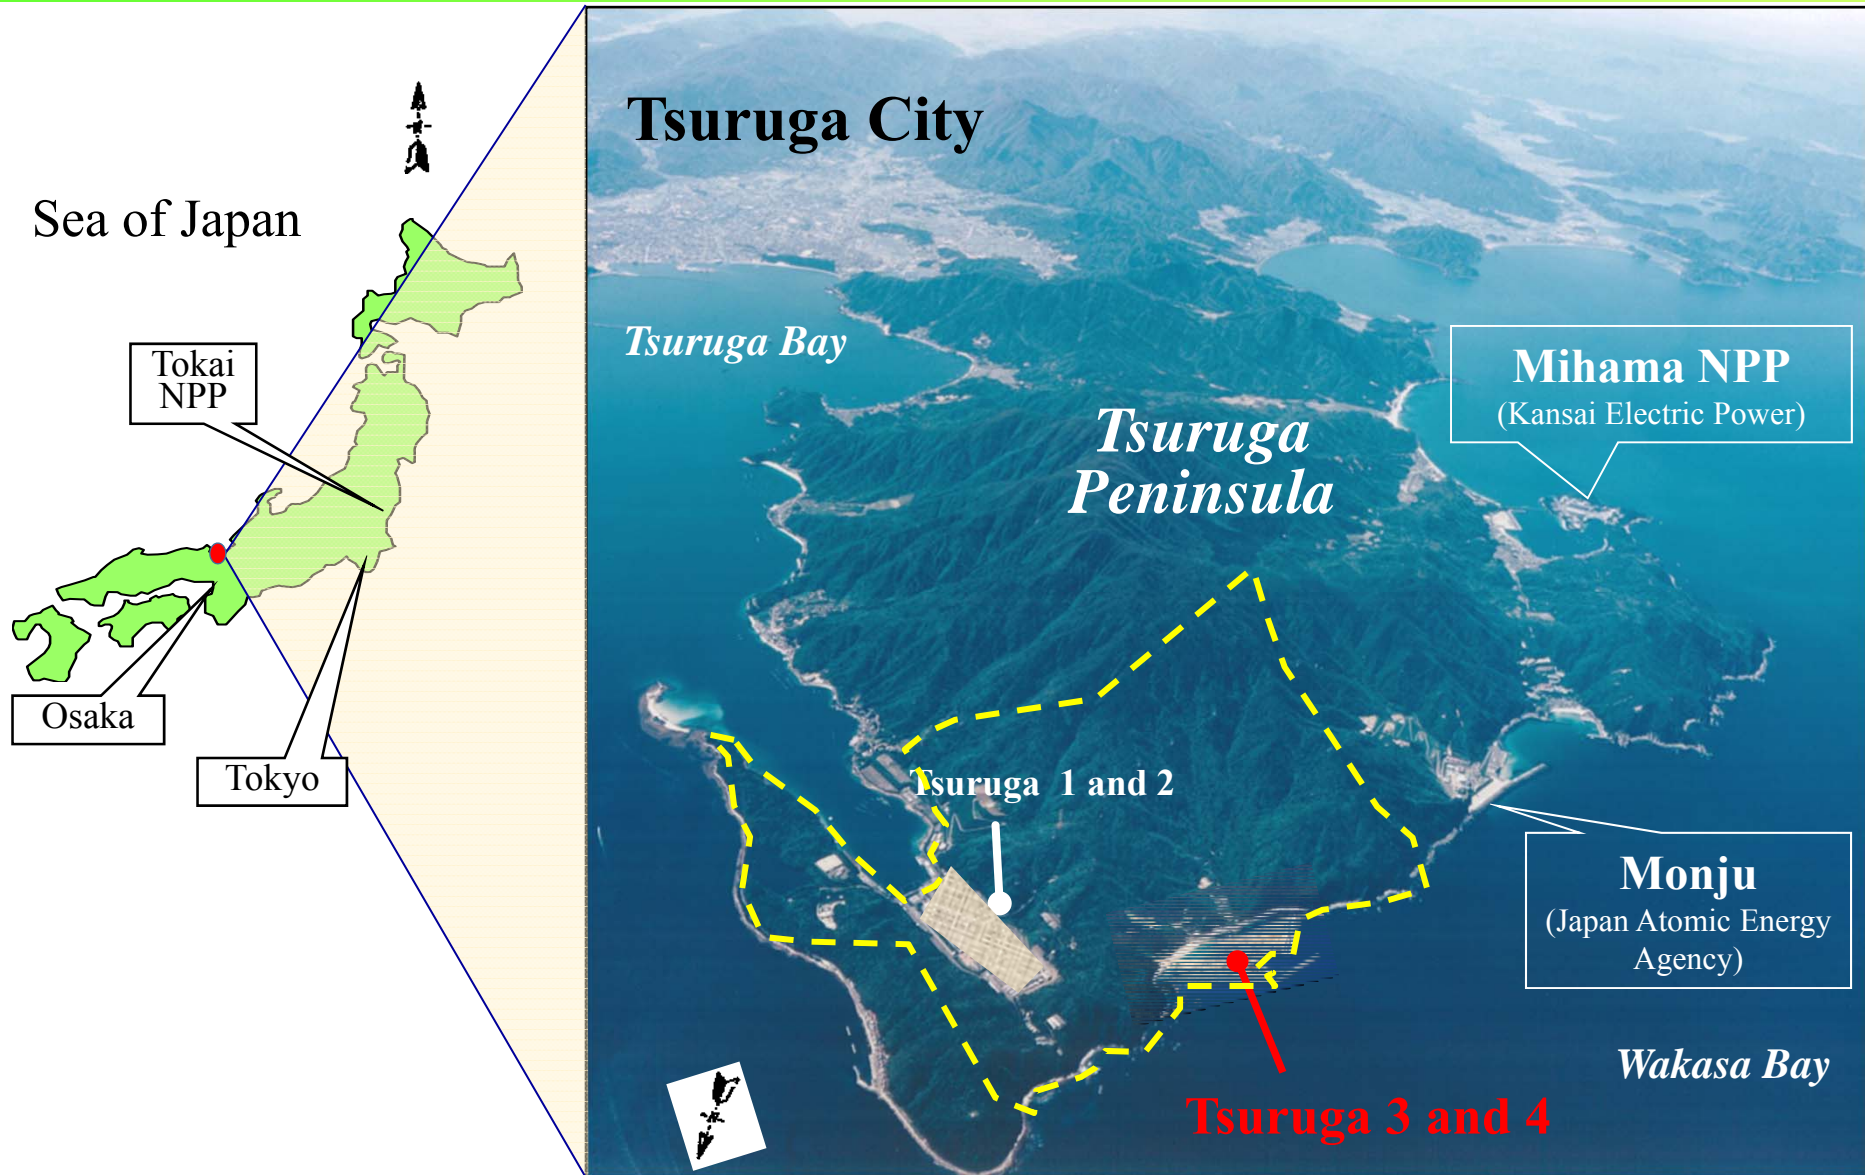 Tsuruga City
Sea of Japan
Tokai
NPP
Osaka
Tokyo
Tsuruga Bay
Tsuruga
Peninsula
Mihama NPP
(Kansai Electric Power)
Tsuruga 1 and 2
Monju
(Japan Atomic Energy
Agency)
Wakasa Bay
Tsuruga 3 and 4